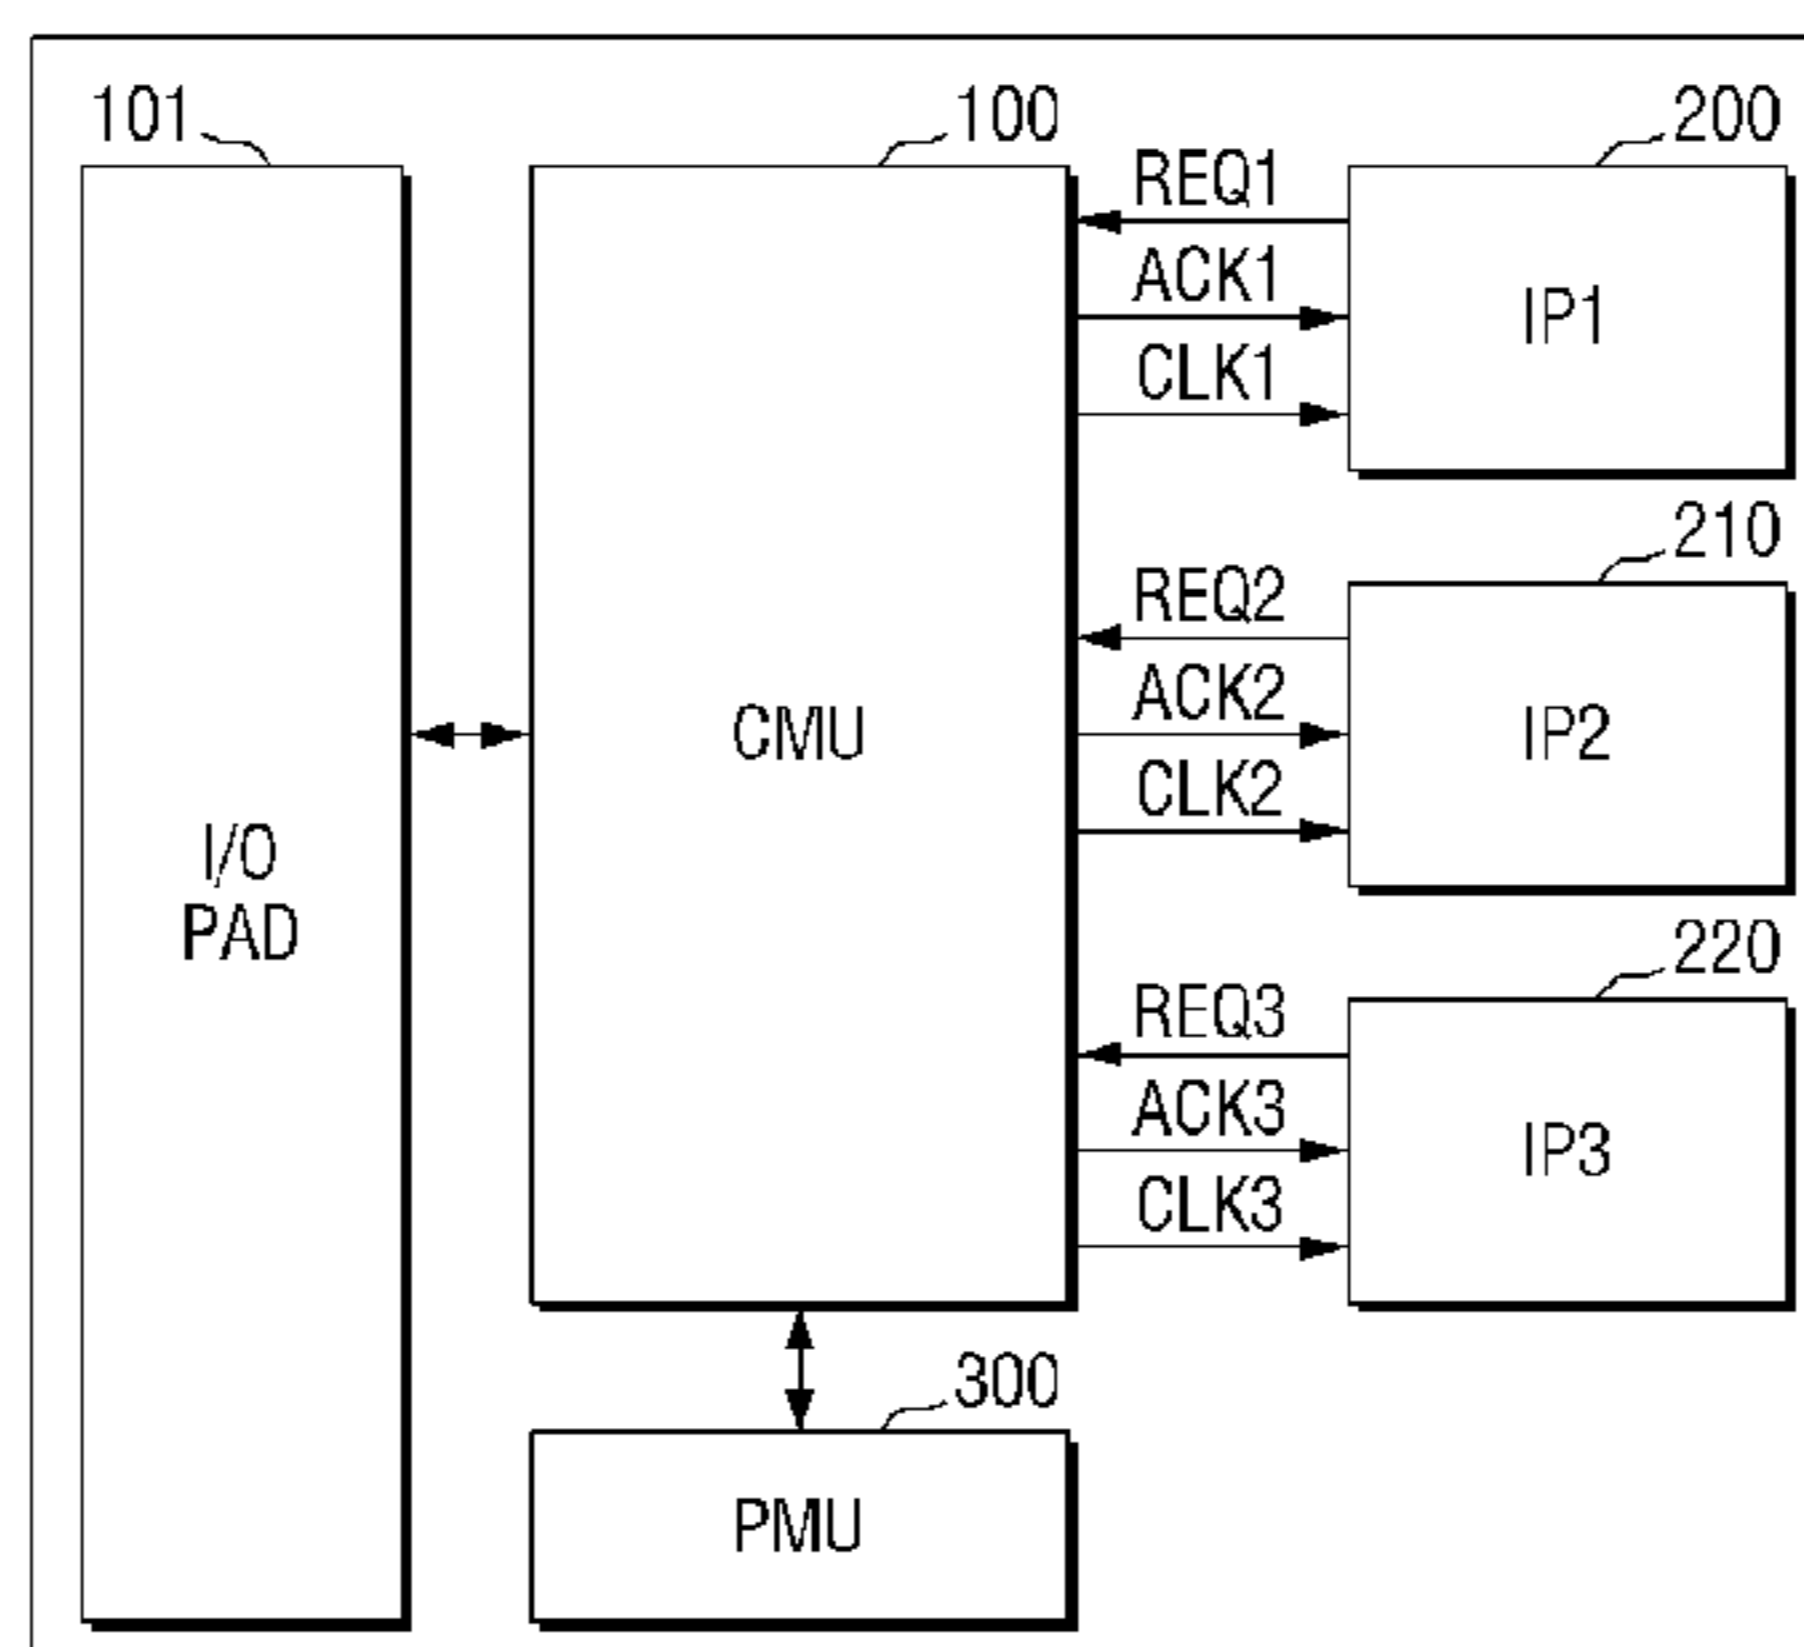 101
100
200
REQ1
ACK1
CLK1
IP1
210
REQ2
ACK2
CLK2
IP2
CMU
I/O
PAD
220
REQ3
ACK3
CLK3
IP3
300
PMU